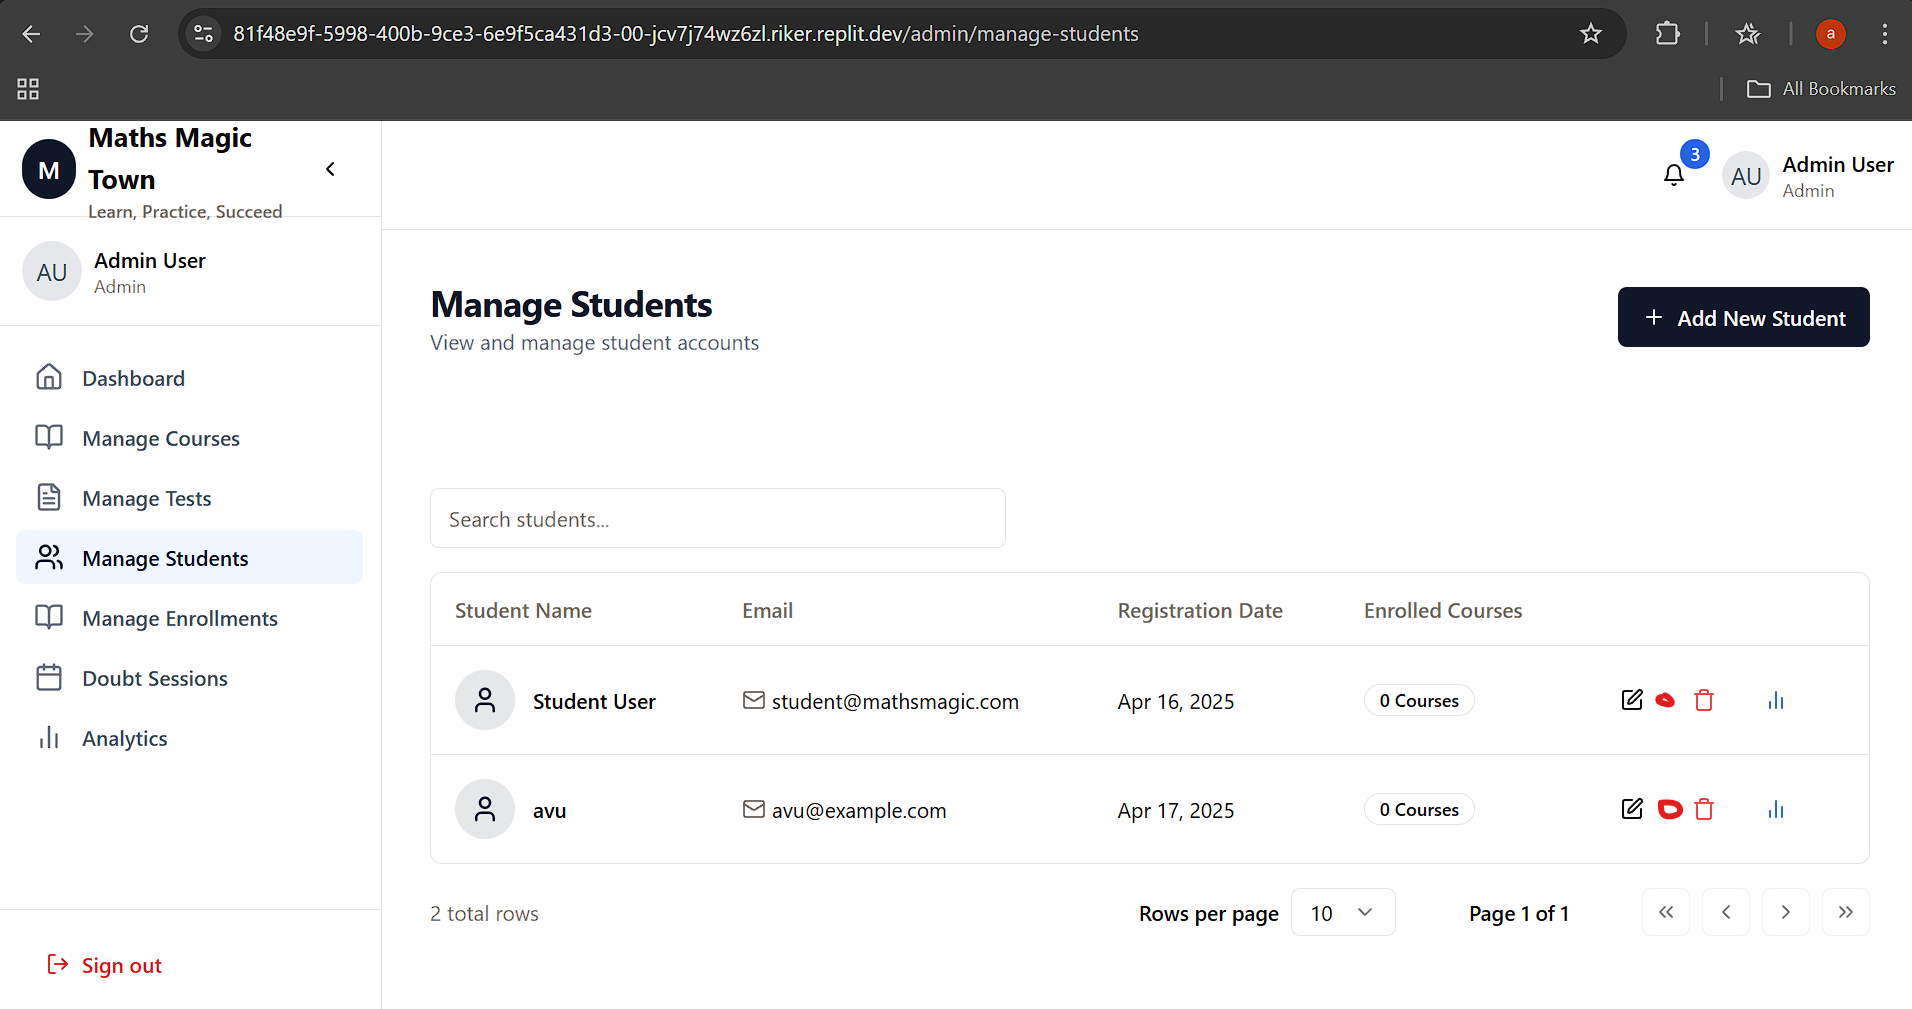 81f48e9f-5998-400b-9ce3-6e9f5ca431d3-00-jcv7j74wz6zl.riker.replit.dev/admin/manage-students
a
All Bookmarks
M
Maths Magic
Town
Learn, Practice, Succeed
3
AU
Admin User
Admin
AU
Admin User
Admin
Dashboard
Manage Courses
Manage Tests
Manage Students
Manage Enrollments
Doubt Sessions
Analytics
Sign out
Manage Students
View and manage student accounts
+ Add New Student
Search students...
Student Name Email Registration Date Enrolled Courses
Student User student@mathsmagic.com Apr 16, 2025 0 Courses
avu avu@example.com Apr 17, 2025 0 Courses
2 total rows Rows per page 10 Page 1 of 1